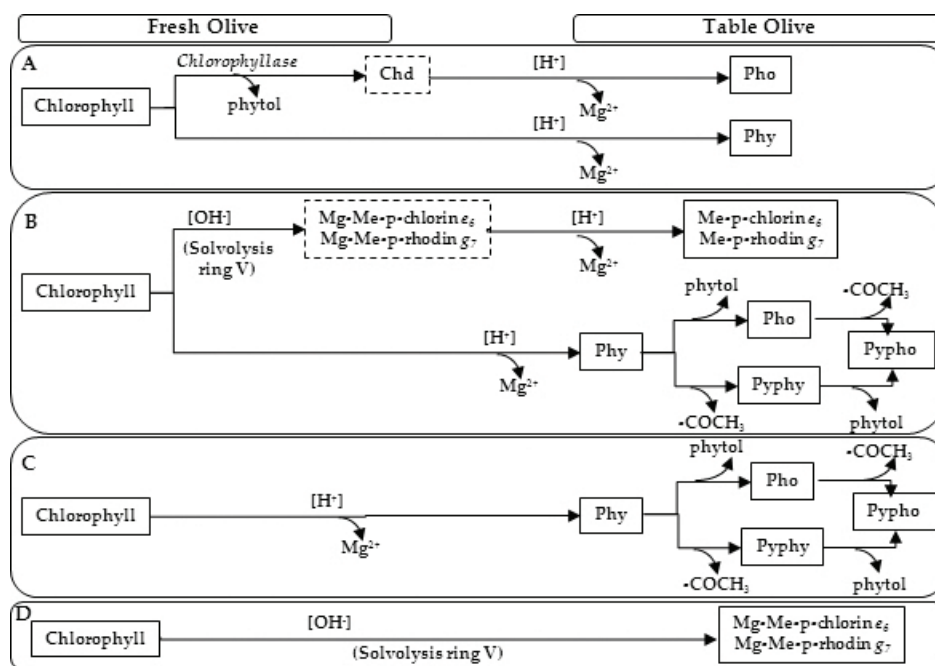 Fresh Olive
Table Olive
A
Chlorophyll
Chlorophyllase
phytol
Chd
[H⁺]
Mg²⁺
Pho
[H⁺]
Mg²⁺
Phy
B
Chlorophyll
[OH-]
(Solvolysis
ring V)
Mg-Me-p-chlorin e₆
Mg-Me-p-rhodin g₇
[H⁺]
Mg²⁺
Me-p-chlorin e₆
Me-p-rhodin g₇
[H⁺]
Mg²⁺
Phy
phytol
Pho
-COCH₃
Pypho
Pyphy
-COCH₃
phytol
C
Chlorophyll
[H⁺]
Mg²⁺
Phy
phytol
Pho
-COCH₃
Pypho
Pyphy
-COCH₃
phytol
D
Chlorophyll
[OH-]
(Solvolysis ring V)
Mg-Me-p-chlorin e₆
Mg-Me-p-rhodin g₇